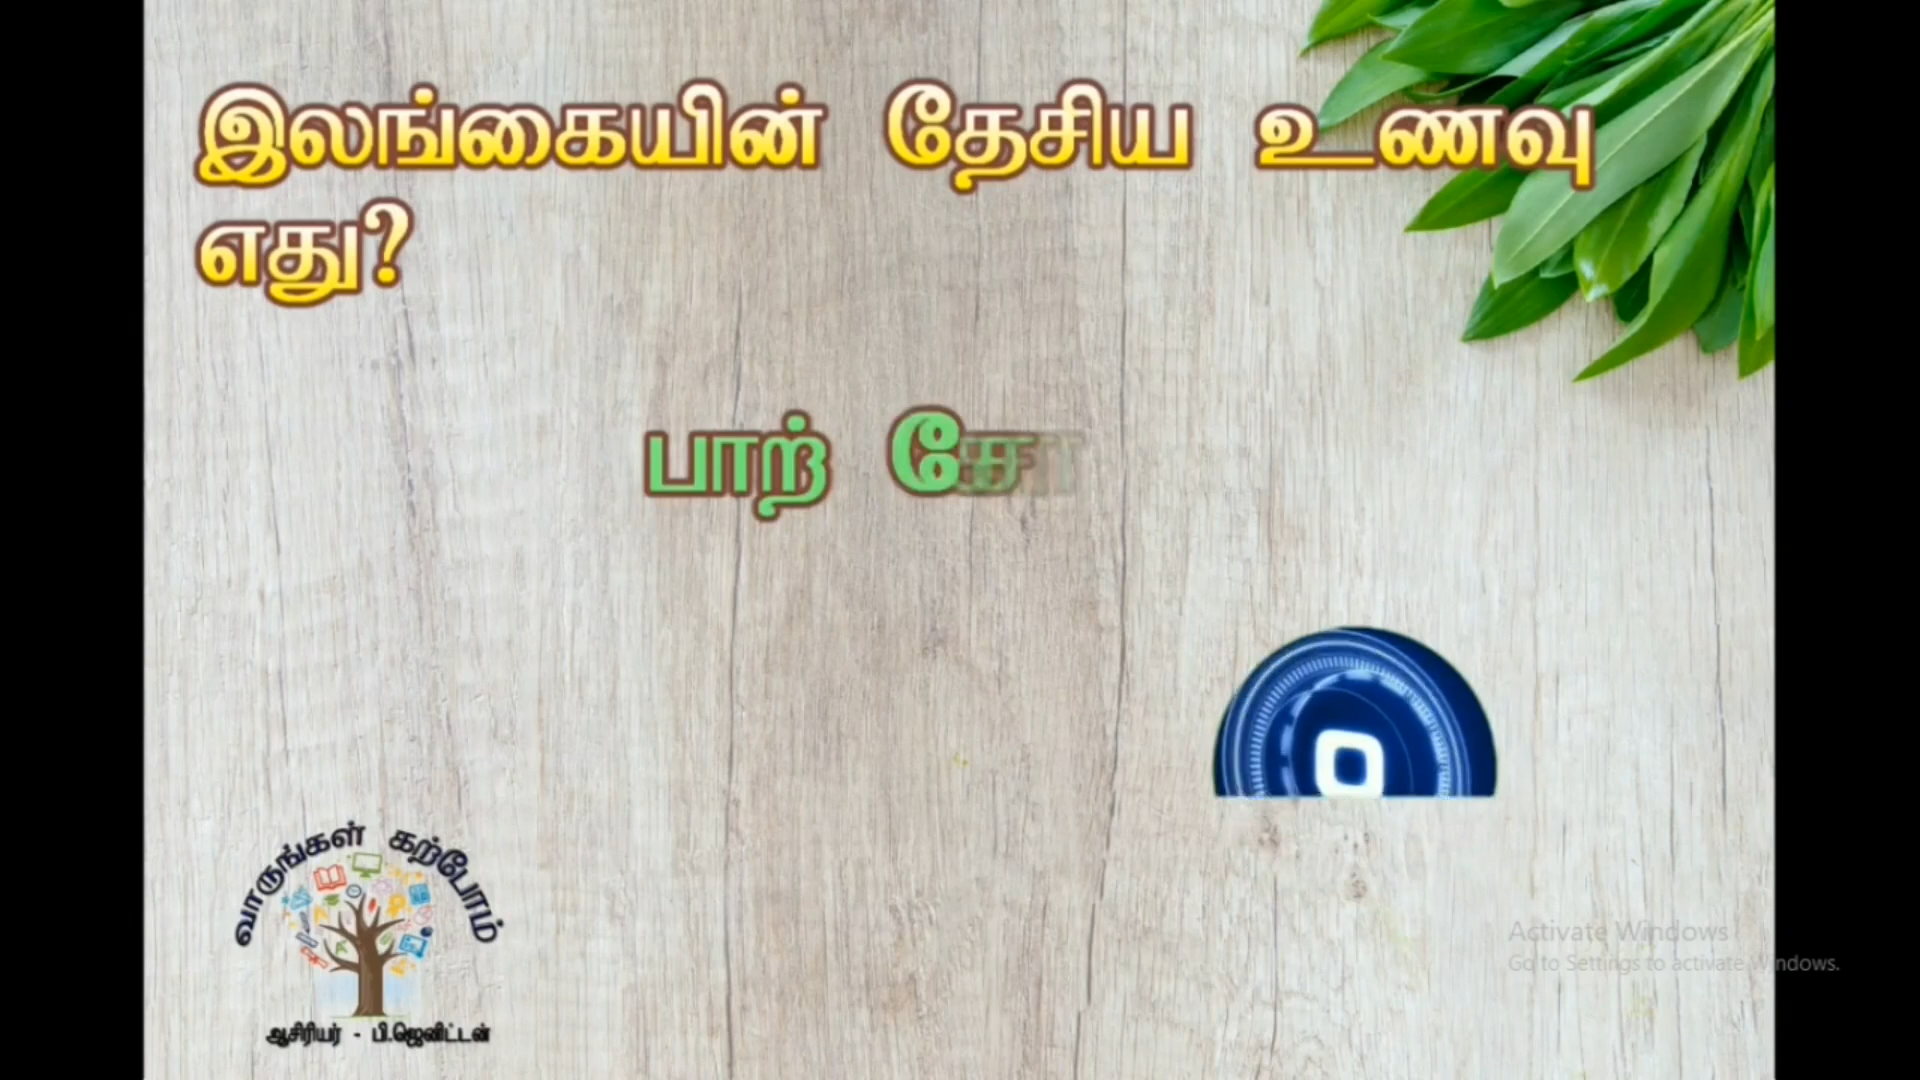 இலங்கையின் தேசிய உணவு
எது?
பாற்
வாருங்கள் கற்போம்
ஆசிரியர் - பி.ஜெனிட்டன்
Activate Windows
Go to Settings to activate Windows.